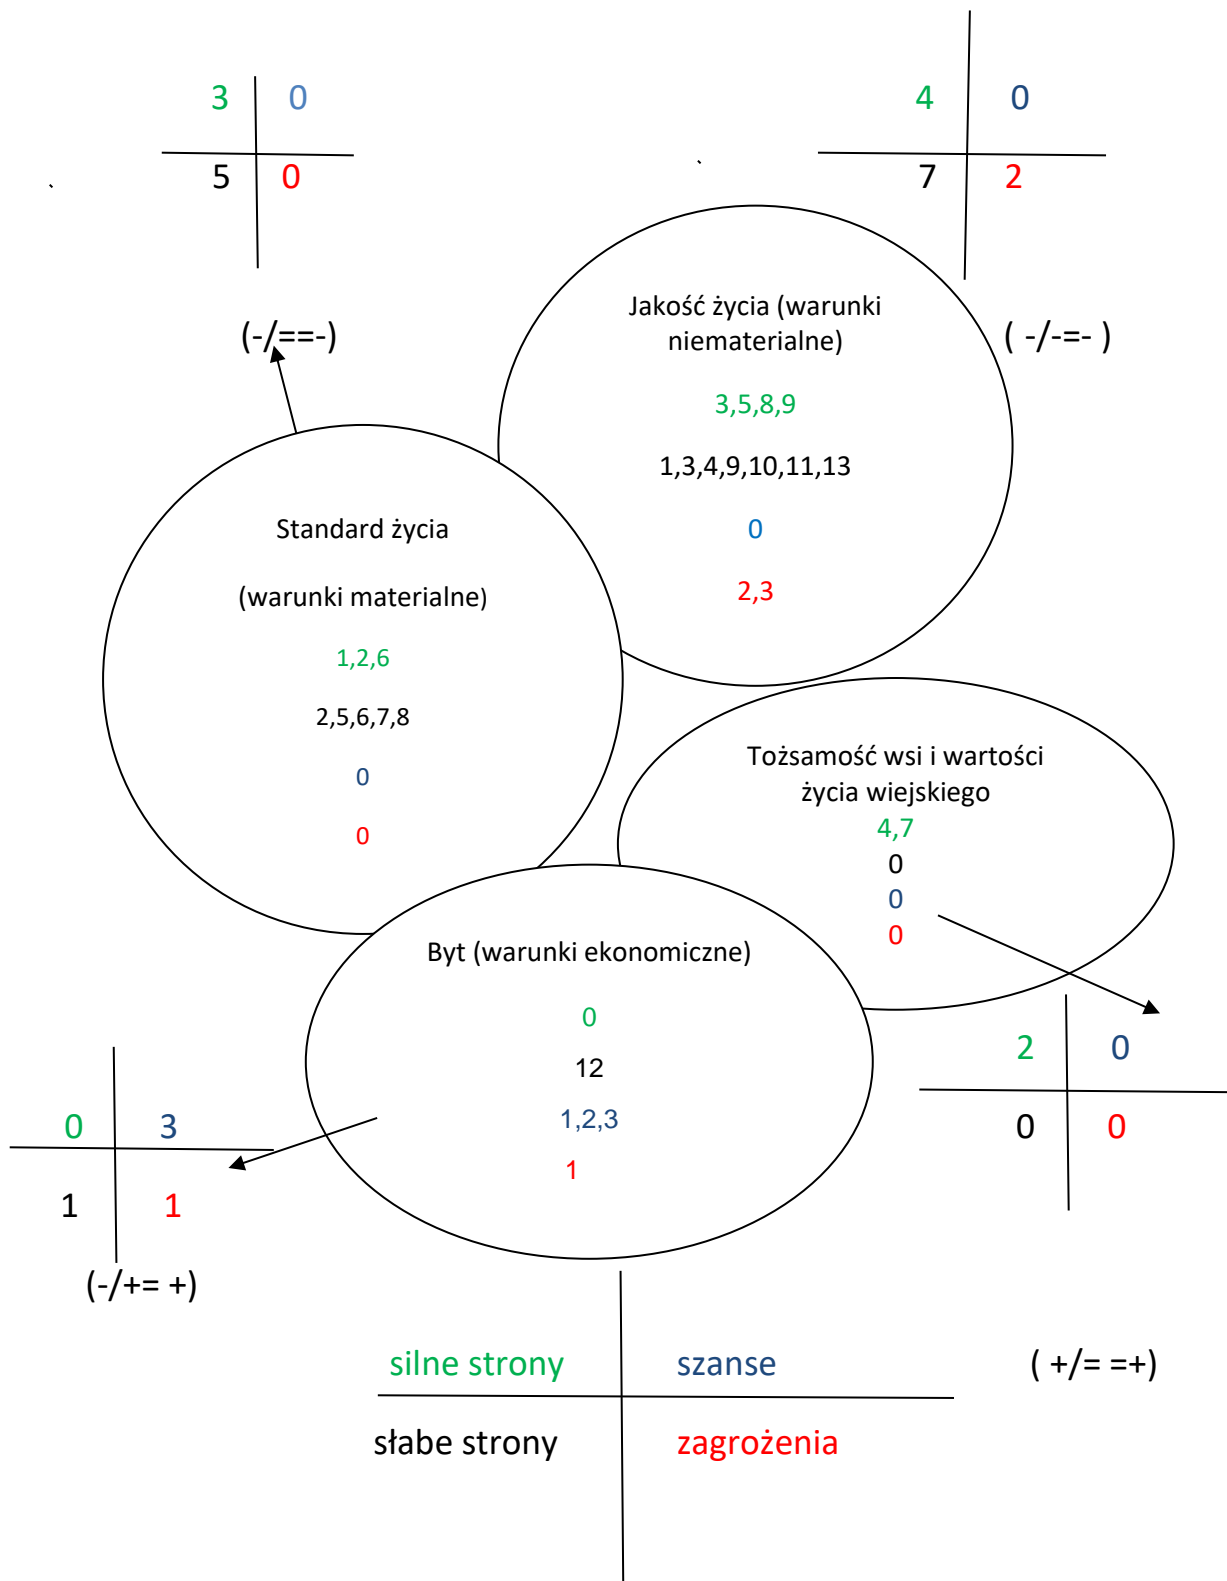 3 0
5 0
(-/==-)
4 0
7 2
( -/-=- )
Jakość życia (warunki
niematerialne)
3,5,8,9
1,3,4,9,10,11,13
0
2,3
Standard życia
(warunki materialne)
1,2,6
2,5,6,7,8
0
0
Tożsamość wsi i wartości
życia wiejskiego
4,7
0
0
0
Byt (warunki ekonomiczne)
0
12
1,2,3
1
2 0
0 0
( +/= =+)
0 3
1 1
(-/+= +)
silne strony szanse
słabe strony zagrożenia